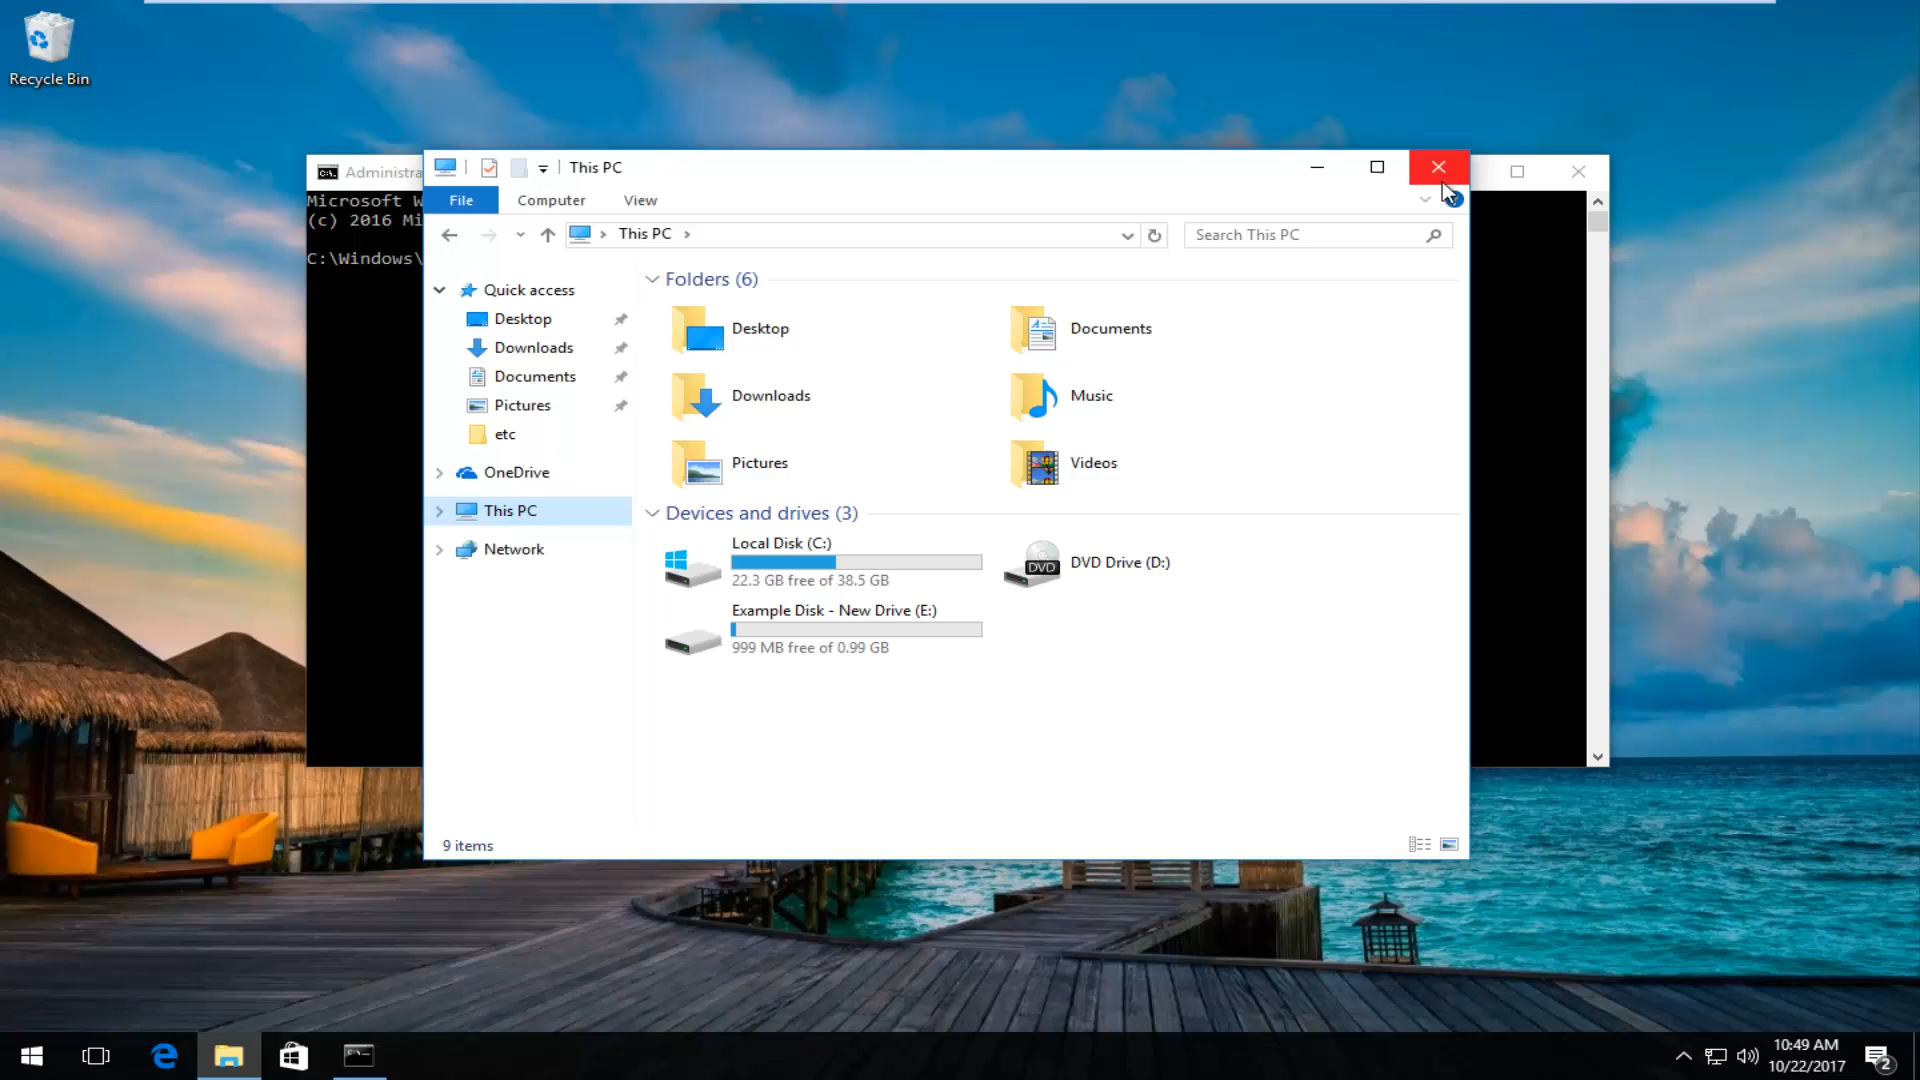 Recycle Bin
Administra
Microsoft W
(c) 2016 Mi
C:\Windows\
This PC
File
Computer
View
This PC
Search This PC
Quick access
Desktop
Downloads
Documents
Pictures
etc
OneDrive
This PC
Network
Folders (6)
Desktop
Documents
Downloads
Music
Pictures
Videos
Devices and drives (3)
Local Disk (C:)
22.3 GB free of 38.5 GB
DVD
DVD Drive (D:)
Example Disk - New Drive (E:)
999 MB free of 0.99 GB
9 items
10:49 AM
10/22/2017
2